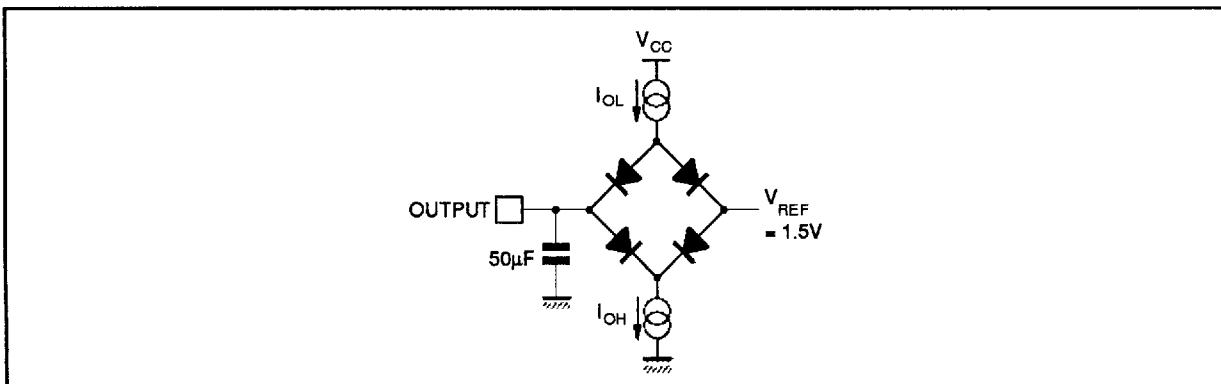 V_CC
I_OL
OUTPUT
V_REF
= 1.5V
50µF
I_OH